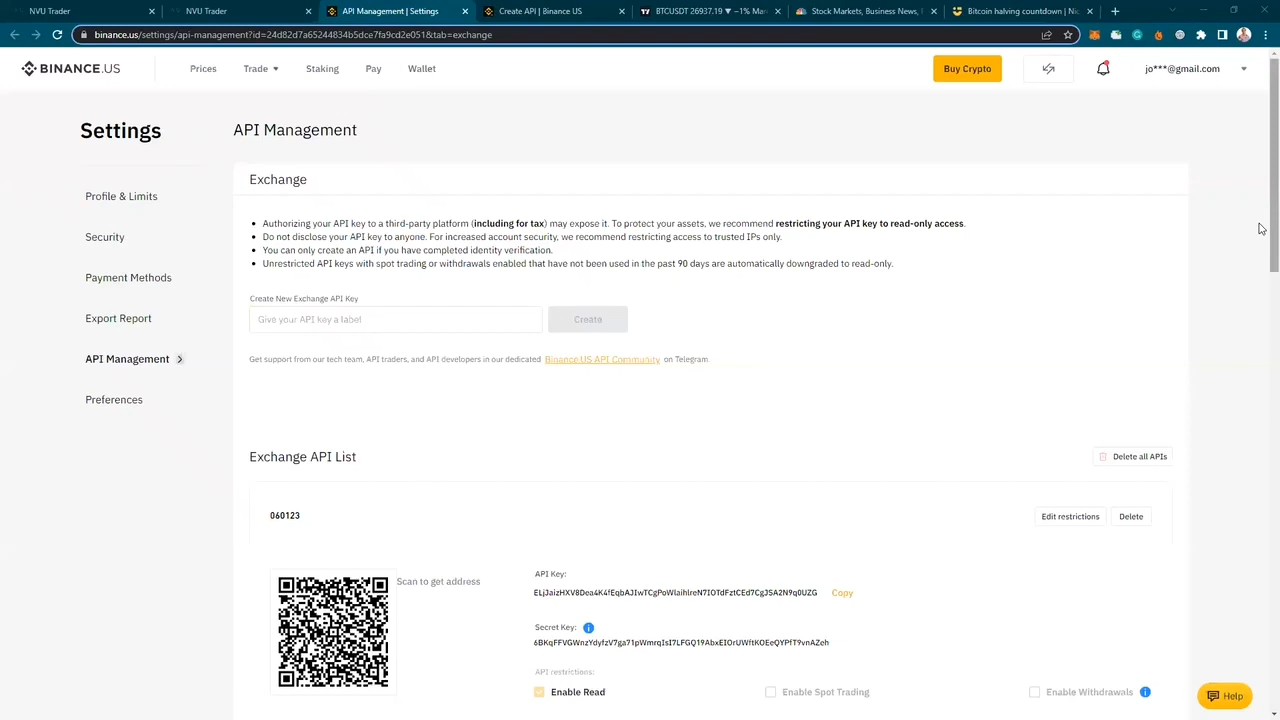 NVU Trader
NVU Trader
API Management | Settings
Create API | Binance US
BTCUSDT 26937.19 ▼ −1% Ma
Stock Markets, Business News,
Bitcoin halving countdown | Nic
binance.us/settings/api-management?id=24d82d7a65244834b5dce7fa9cd2e051&tab=exchange
BINANCE.US
Prices
Trade
Staking
Pay
Wallet
Buy Crypto
jo***@gmail.com
Settings
Profile & Limits
Security
Payment Methods
Export Report
API Management
Preferences
API Management
Exchange
Authorizing your API key to a third-party platform (including for tax) may expose it. To protect your assets, we recommend restricting your API key to read-only access.
Do not disclose your API key to anyone. For increased account security, we recommend restricting access to trusted IPs only.
You can only create an API if you have completed identity verification.
Unrestricted API keys with spot trading or withdrawals enabled that have not been used in the past 90 days are automatically downgraded to read-only.
Create New Exchange API Key
Give your API key a label
Create
Get support from our tech team, API traders, and API developers in our dedicated Binance.US API Community on Telegram.
Exchange API List
Delete all APIs
060123
Edit restrictions
Delete
Scan to get address
API Key:
Copy
Secret Key:
API restrictions:
Enable Read
Enable Spot Trading
Enable Withdrawals
Help